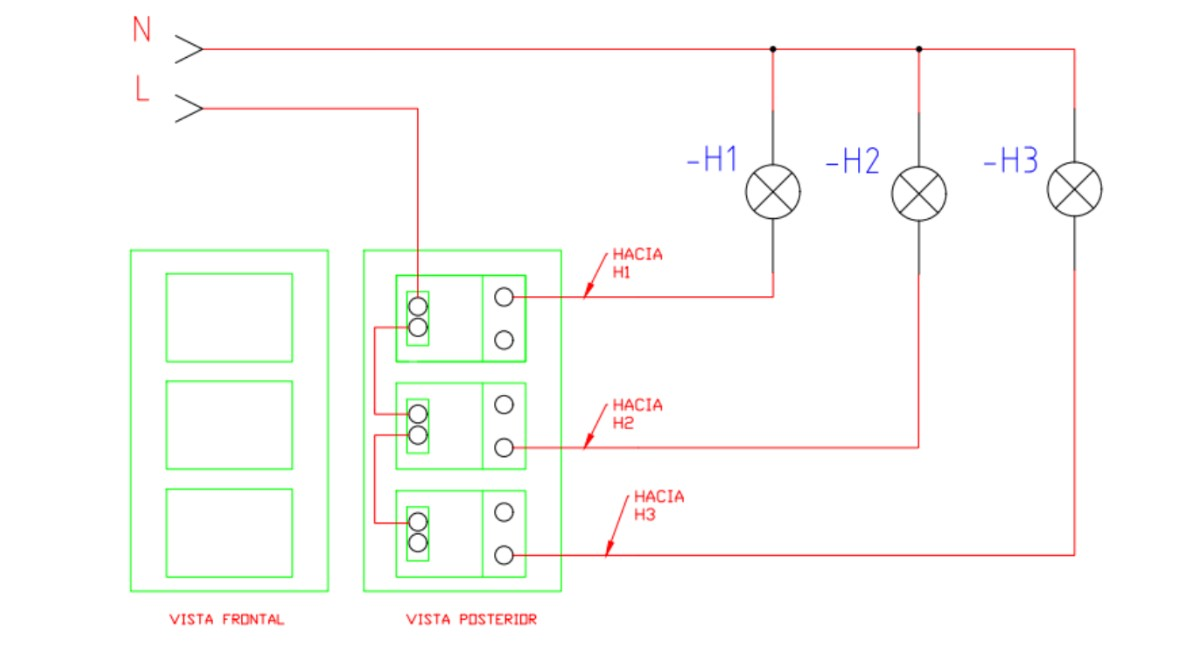 N
L
-H1
-H2
-H3
HACIA
H1
HACIA
H2
HACIA
H3
VISTA FRONTAL
VISTA POSTERIOR